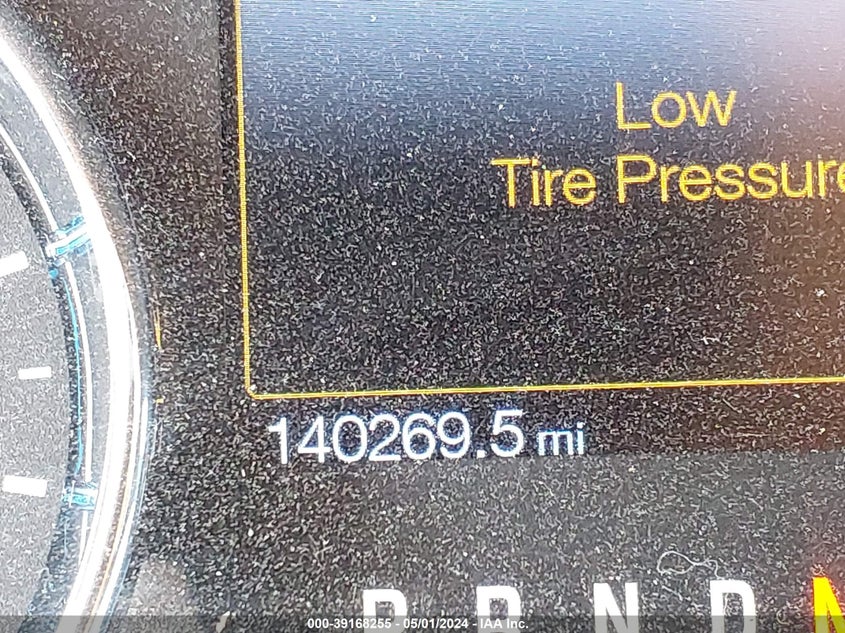 Low
Tire Pressure
140269.5 mi
P R N D M
000-39168255 - 05/01/2024 - IAA Inc.